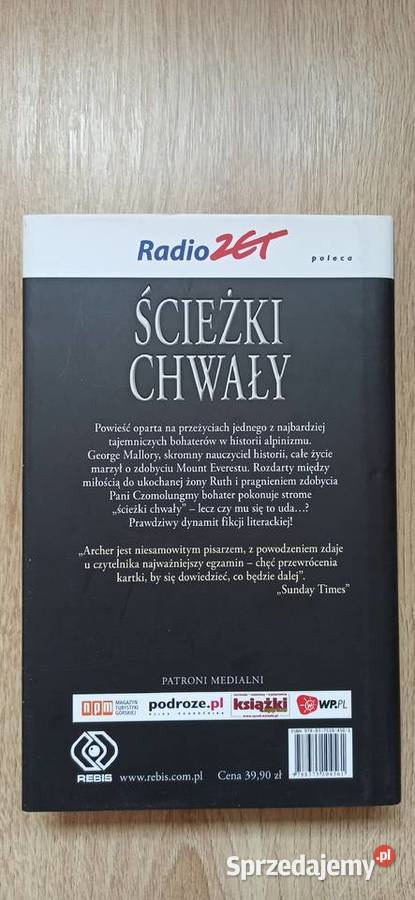 Radio ZET
poleca
ŚCIEŻKI
CHWAŁY
Powieść oparta na przeżyciach jednego z najbardziej
tajemniczych bohaterów w historii alpinizmu.
George Mallory, skromny nauczyciel historii, całe życie
marzył o zdobyciu Mount Everestu. Rozdarty między
miłością do ukochanej żony Ruth i pragnieniem zdobycia
Pani Czomolungmy bohater pokonuje strome
„ścieżki chwały” – lecz czy mu się to uda…?
Prawdziwy dynamit fikcji literackiej!
„Archer jest niesamowitym pisarzem, z powodzeniem zdaje
u czytelnika najważniejszy egzamin – chęć przewrócenia
kartki, by się dowiedzieć, co będzie dalej”.
„Sunday Times”
PATRONI MEDIALNI
npm MAGAZYN TURYSTYKI GÓRSKIEJ
podroze.pl
książki
WP.PL
REBIS
www.rebis.com.pl
Cena 39,90 zł
Sprzedajemy.pl